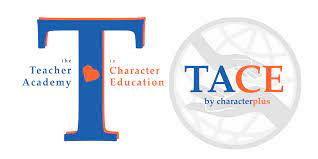 the
Teacher
Academy
T
in
Character
Education
TACE
by characterplus